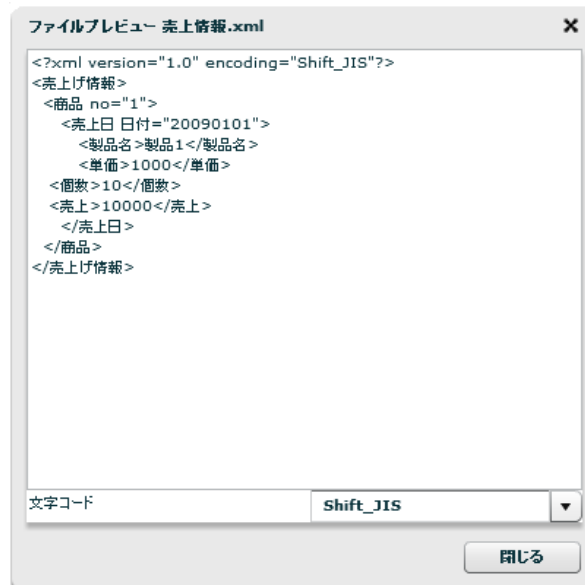 ファイルプレビュー 売上情報.xml
<?xml version="1.0" encoding="Shift_JIS"?>
<売上げ情報>
<商品 no="1">
<売上日 日付="20090101">
<製品名>製品1</製品名>
<単価>1000</単価>
<個数>10</個数>
<売上>10000</売上>
</売上日>
</商品>
</売上げ情報>
文字コード Shift_JIS
閉じる